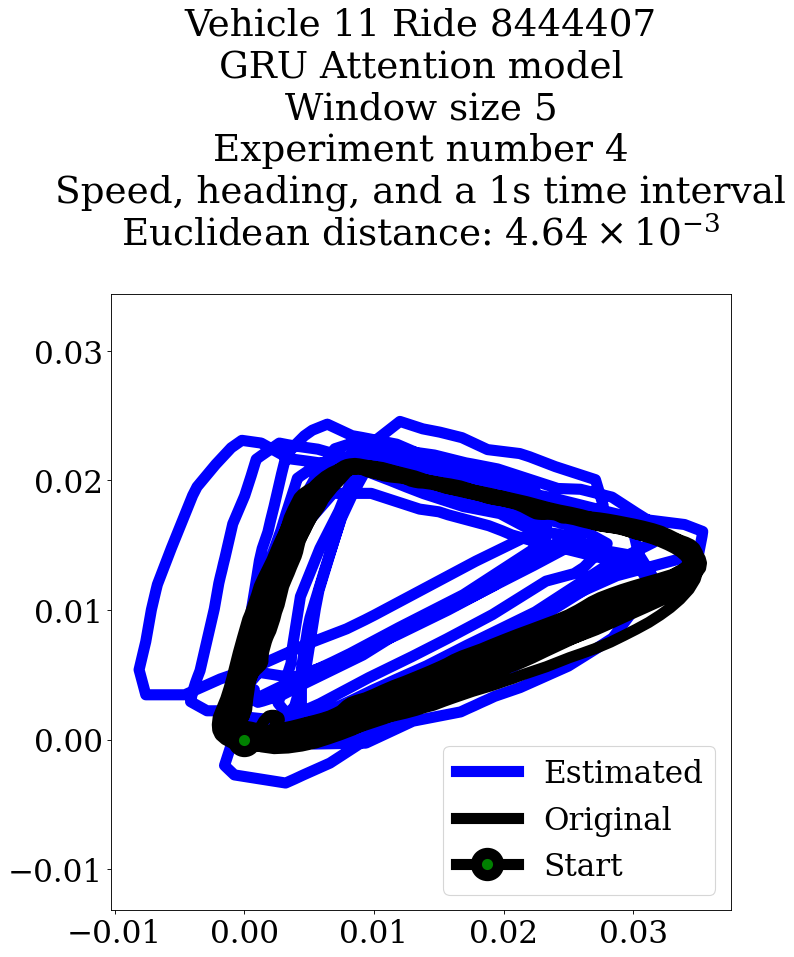 Vehicle 11 Ride 8444407
GRU Attention model
Window size 5
Experiment number 4
Speed, heading, and a 1s time interval
Euclidean distance: 4.64 × 10⁻³
0.03
0.02
0.01
0.00
−0.01
−0.01 0.00 0.01 0.02 0.03
Estimated
Original
Start